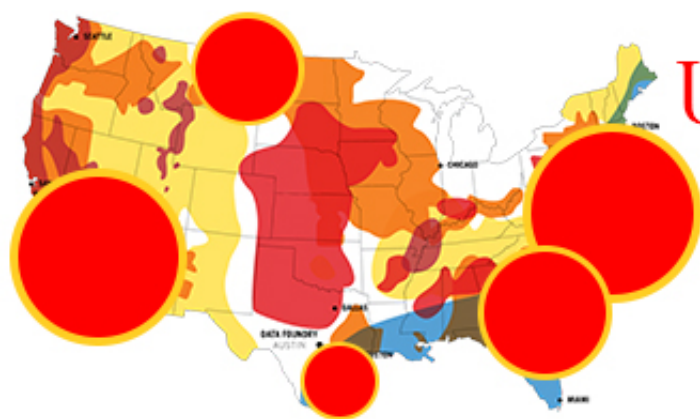 SEATTLE
U
BOSTON
CHICAGO
DALLAS
DATA FOUNDRY
AUSTIN
MIAMI